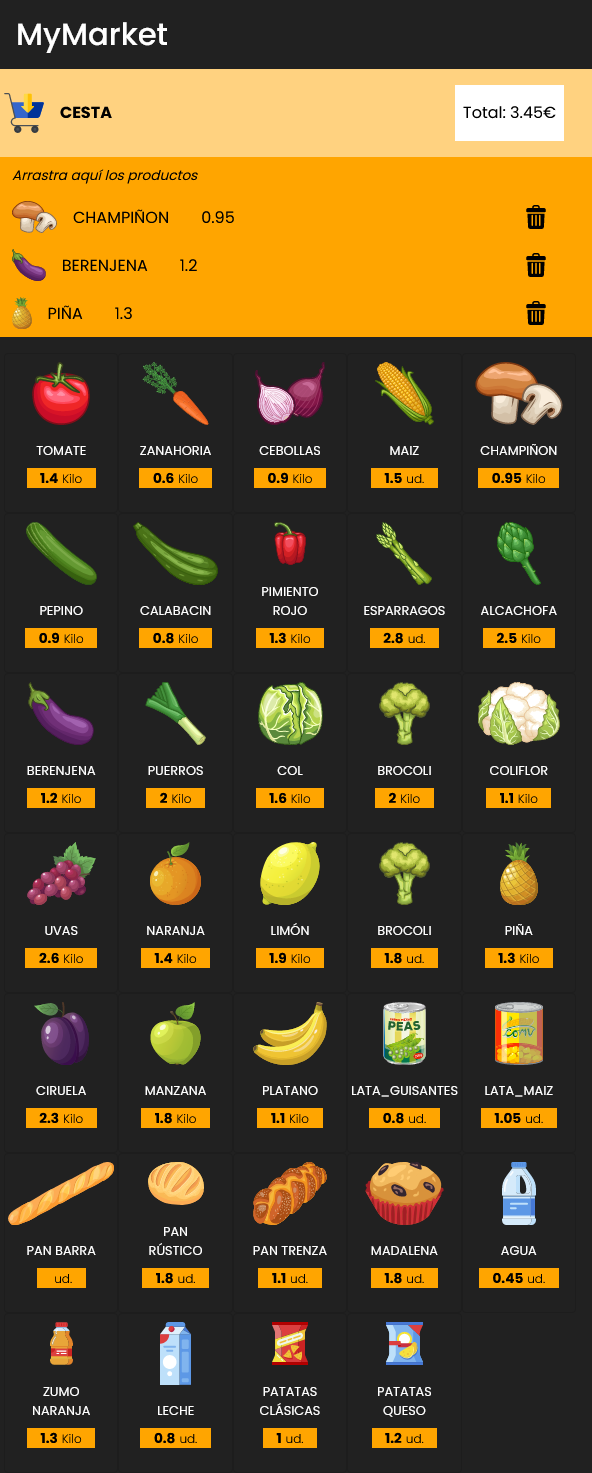 MyMarket
CESTA
Total: 3.45€
Arrastra aquí los productos
CHAMPIÑON 0.95
BERENJENA 1.2
PIÑA 1.3
TOMATE ZANAHORIA CEBOLLAS MAIZ CHAMPIÑON
1.4 Kilo 0.6 Kilo 0.9 Kilo 1.5 ud. 0.95 Kilo
PEPINO CALABACIN PIMIENTO ROJO ESPARRAGOS ALCACHOFA
0.9 Kilo 0.8 Kilo 1.3 Kilo 2.8 ud. 2.5 Kilo
BERENJENA PUERROS COL BROCOLI COLIFLOR
1.2 Kilo 2 Kilo 1.6 Kilo 2 Kilo 1.1 Kilo
UVAS NARANJA LIMÓN BROCOLI PIÑA
2.6 Kilo 1.4 Kilo 1.9 Kilo 1.8 ud. 1.3 Kilo
PEAS
CIRUELA MANZANA PLATANO LATA_GUISANTES LATA_MAIZ
2.3 Kilo 1.8 Kilo 1.1 Kilo 0.8 ud. 1.05 ud.
PAN BARRA PAN RÚSTICO PAN TRENZA MADALENA AGUA
ud. 1.8 ud. 1.1 ud. 1.8 ud. 0.45 ud.
ZUMO NARANJA LECHE PATATAS CLÁSICAS PATATAS QUESO
1.3 Kilo 0.8 ud. 1 ud. 1.2 ud.